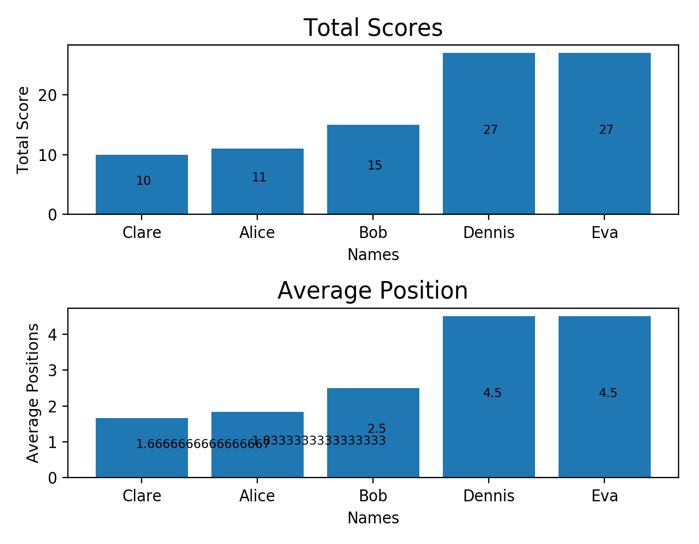 Total Scores
Total Score
20
10
0
10
11
15
27
27
Clare Alice Bob Dennis Eva
Names
Average Position
Average Positions
4
3
2
1
0
1.6666666666666667
1.8333333333333333
2.5
4.5
4.5
Clare Alice Bob Dennis Eva
Names